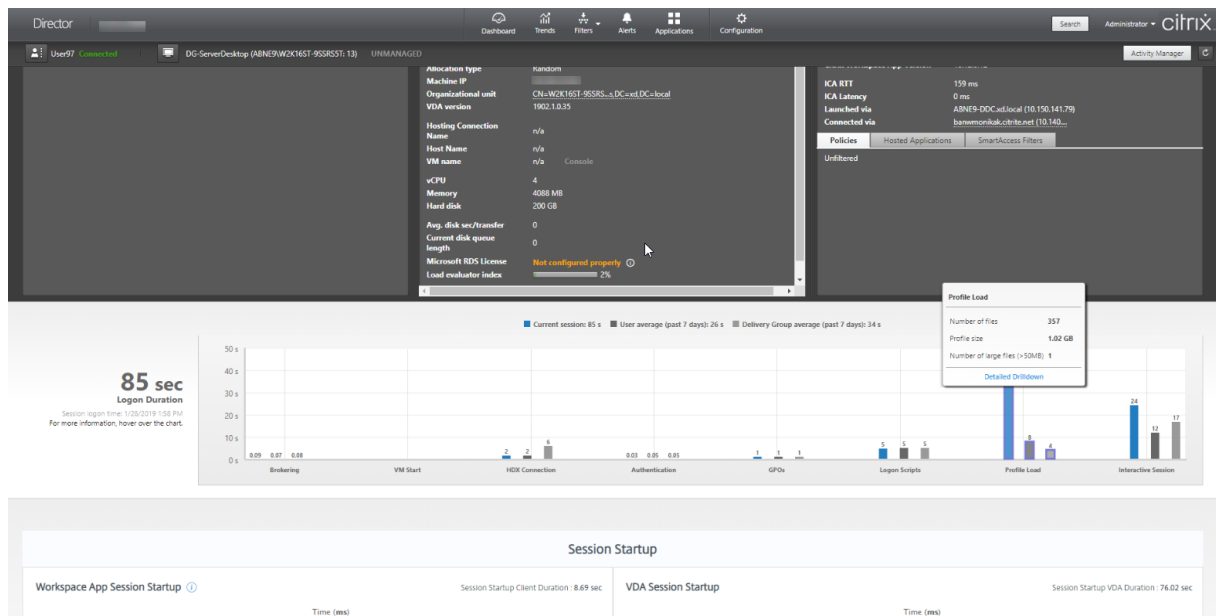 Director
Dashboard
Trends
Filters
Alerts
Applications
Configuration
Search
Administrator
citrix
User97 Connected
DG-ServerDesktop (ABNE9\W2K16ST-9SSRS5T: 13) UNMANAGED
Activity Manager
Allocation type Random
Machine IP
Organizational unit CN=W2K16ST-9SSRS...s,DC=xd,DC=local
VDA version 1902.1.0.35
Hosting Connection
Name n/a
Host Name n/a
VM name n/a Console
vCPU 4
Memory 4088 MB
Hard disk 200 GB
Avg. disk sec/transfer 0
Current disk queue
length 0
Microsoft RDS License Not configured properly
Load evaluator index 2%
ICA RTT 159 ms
ICA Latency 0 ms
Launched via ABNE9-DDC.xd.local (10.150.141.79)
Connected via banwmonikak.citrite.net (10.140....
Policies Hosted Applications SmartAccess Filters
Unfiltered
Profile Load
Number of files 357
Profile size 1.02 GB
Number of large files (>50MB) 1
Detailed Drilldown
Current session: 85 s User average (past 7 days): 26 s Delivery Group average (past 7 days): 34 s
85 sec
Logon Duration
Session logon time: 1/28/2019 1:58 PM
For more information, hover over the chart.
50 s
40 s
30 s
20 s
10 s
0 s
0.09 0.07 0.08
2 2 6
0.03 0.05 0.05
1 1 1
5 5 5
8 4
24 12 17
Brokering VM Start HDX Connection Authentication GPOs Logon Scripts Profile Load Interactive Session
Session Startup
Workspace App Session Startup
Session Startup Client Duration : 8.69 sec
Time (ms)
VDA Session Startup
Session Startup VDA Duration : 76.02 sec
Time (ms)